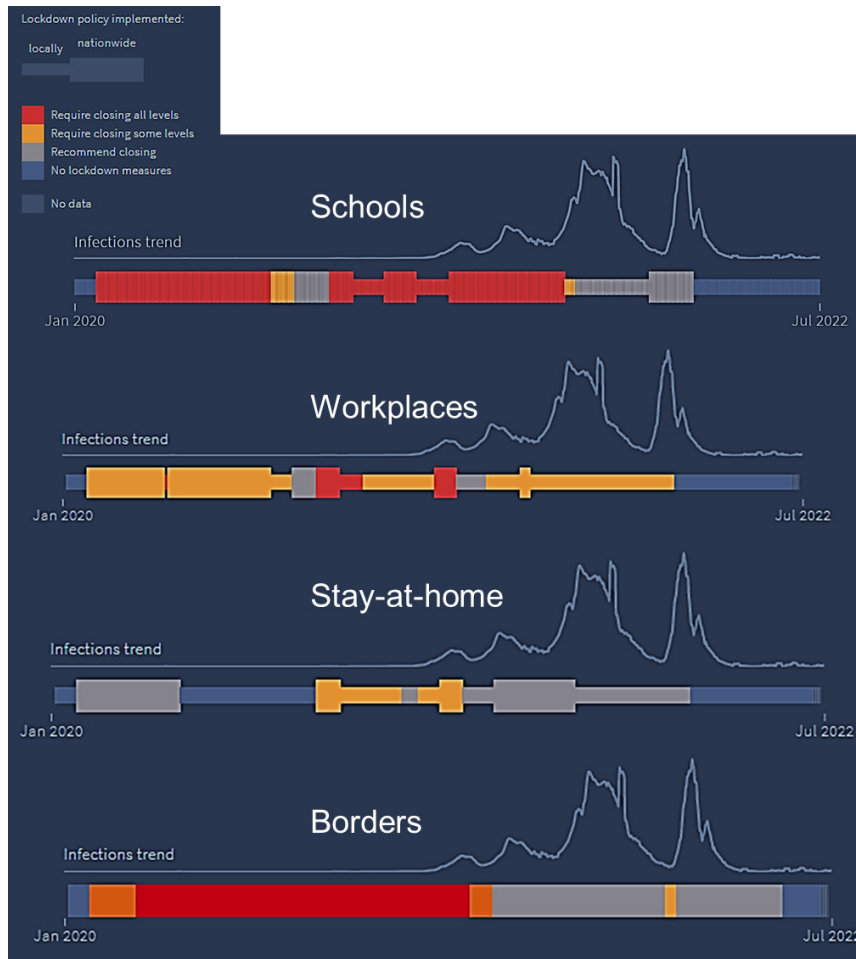 Lockdown policy implemented:
locally
nationwide
Require closing all levels
Require closing some levels
Recommend closing
No lockdown measures
No data
Schools
Infections trend
Jan 2020
Jul 2022
Workplaces
Infections trend
Jan 2020
Jul 2022
Stay-at-home
Infections trend
Jan 2020
Jul 2022
Borders
Infections trend
Jan 2020
Jul 2022